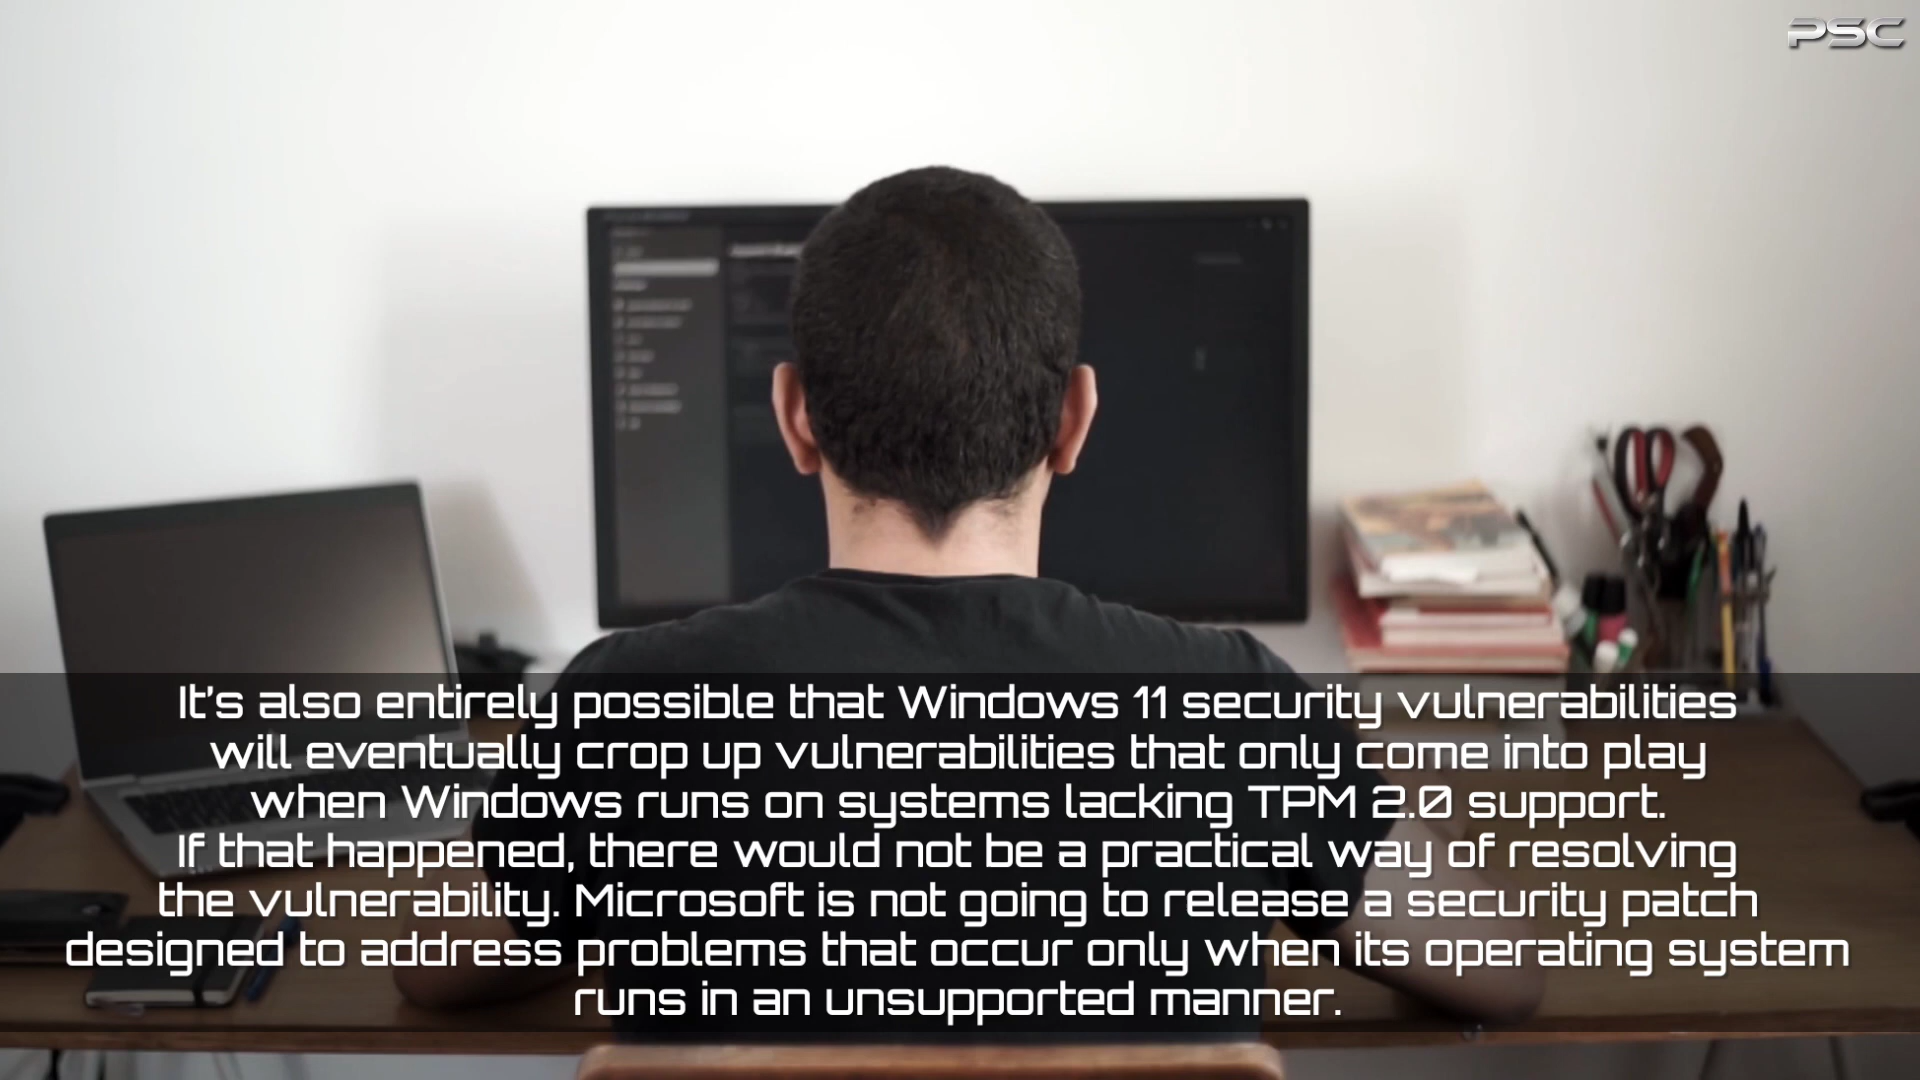 PSC
It's also entirely possible that Windows 11 security vulnerabilities
will eventually crop up vulnerabilities that only come into play
when Windows runs on systems lacking TPM 2.0 support.
If that happened, there would not be a practical way of resolving
the vulnerability. Microsoft is not going to release a security patch
designed to address problems that occur only when its operating system
runs in an unsupported manner.